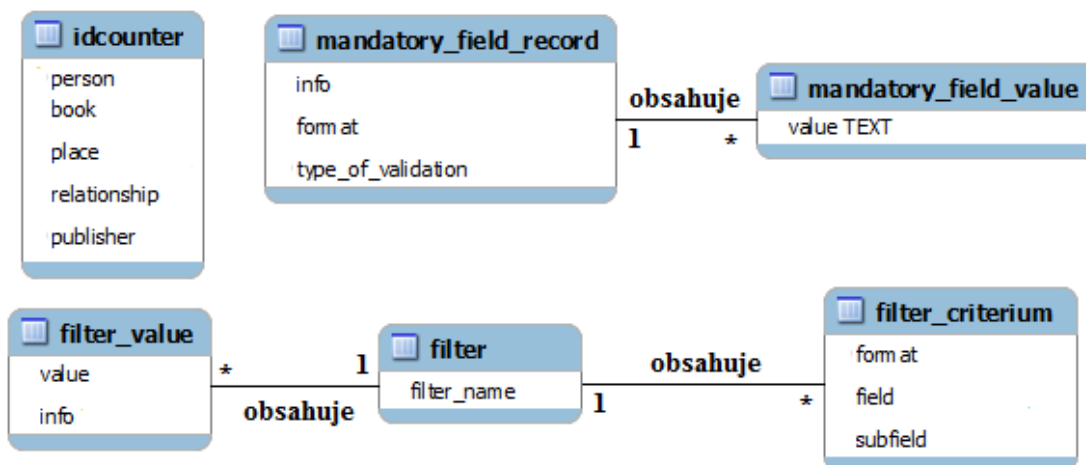 idcounter
person
book
place
relationship
publisher
mandatory_field_record
info
format
type_of_validation
obsahuje
1 *
mandatory_field_value
value TEXT
filter_value
value
info
* 1
obsahuje
filter
filter_name
obsahuje
1 *
filter_criterium
format
field
subfield